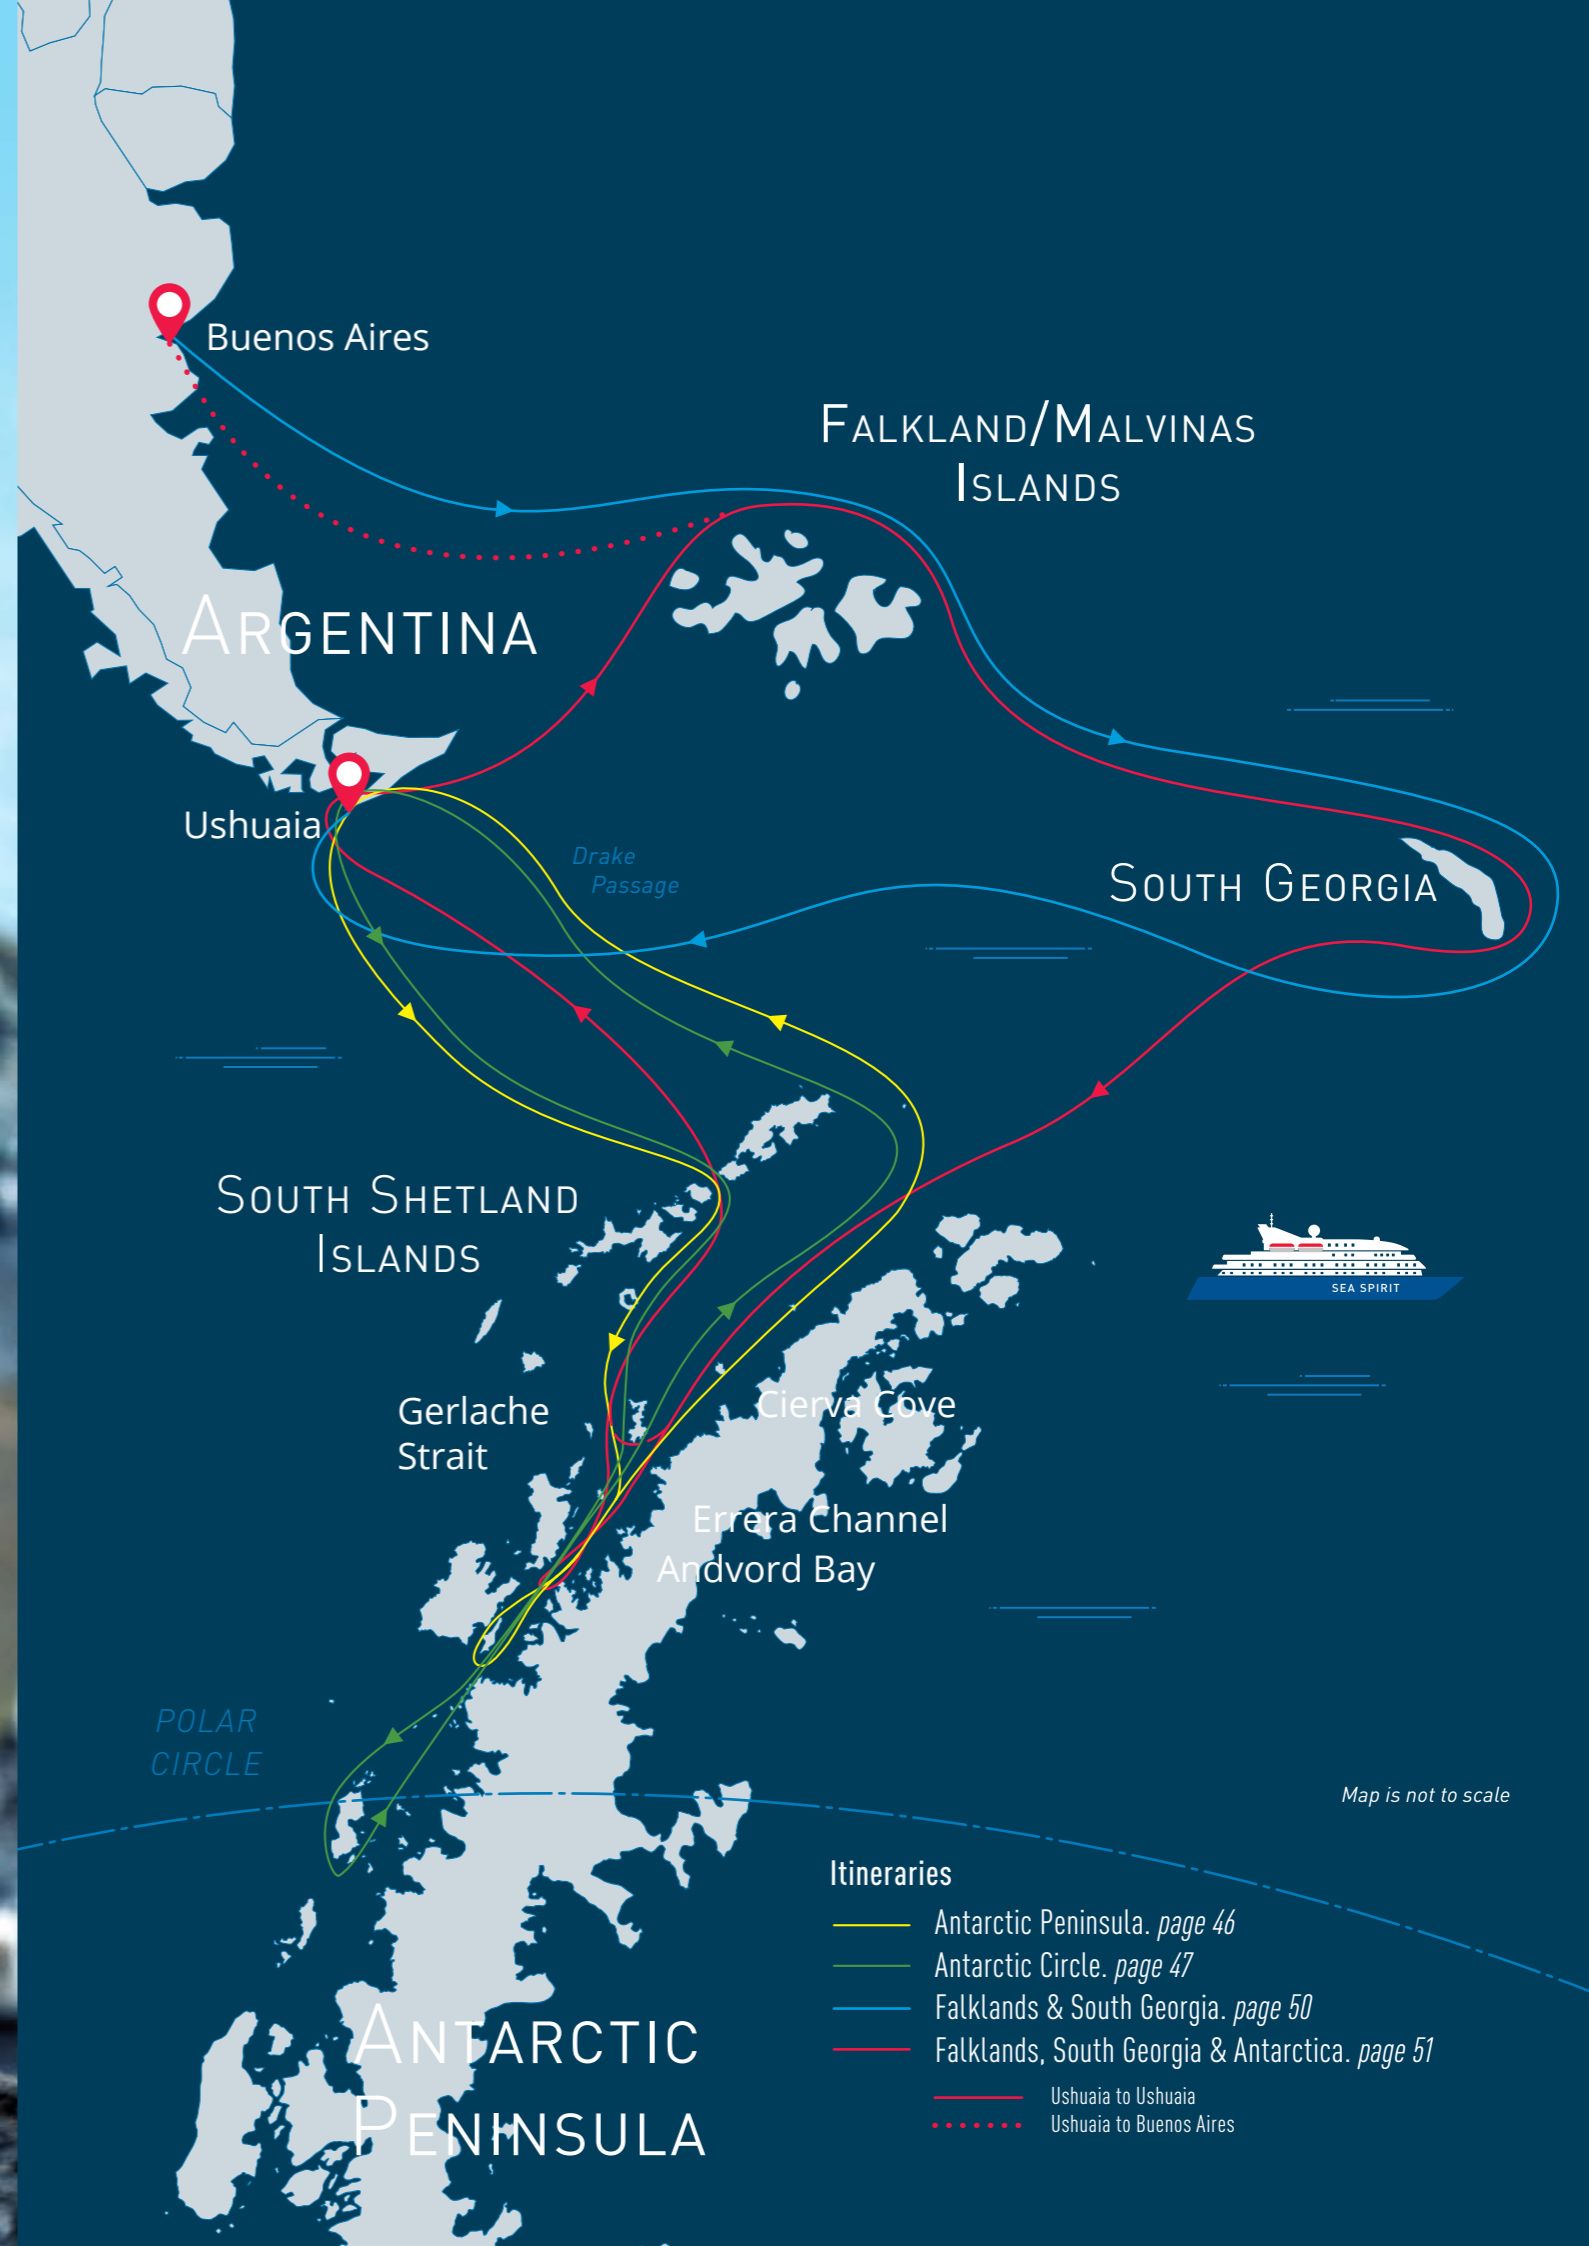 Buenos Aires
Falkland/Malvinas
Islands
Argentina
Ushuaia
Drake
Passage
South Georgia
South Shetland
Islands
SEA SPIRIT
Gerlache
Strait
Cierva Cove
Errera Channel
Andvord Bay
POLAR
CIRCLE
Map is not to scale
Itineraries
Antarctic Peninsula. page 46
Antarctic Circle. page 47
Falklands & South Georgia. page 50
Falklands, South Georgia & Antarctica. page 51
Ushuaia to Ushuaia
Ushuaia to Buenos Aires
Antarctic
Peninsula